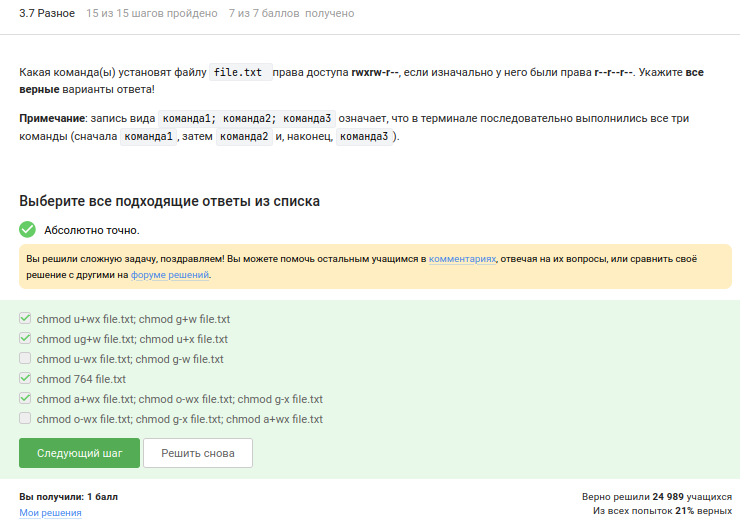 3.7 Разное 15 из 15 шагов пройдено 7 из 7 баллов получено
Какая команда(ы) установят файлу file.txt права доступа rwxrw-r--, если изначально у него были права r--r--r--. Укажите все
верные варианты ответа!
Примечание: запись вида команда1; команда2; команда3 означает, что в терминале последовательно выполнились все три
команды (сначала команда1, затем команда2 и, наконец, команда3).
Выберите все подходящие ответы из списка
Абсолютно точно.
Вы решили сложную задачу, поздравляем! Вы можете помочь остальным учащимся в комментариях, отвечая на их вопросы, или сравнить своё
решение с другими на форуме решений.
chmod u+wx file.txt; chmod g+w file.txt
chmod ug+w file.txt; chmod u+x file.txt
chmod u-wx file.txt; chmod g-w file.txt
chmod 764 file.txt
chmod a+wx file.txt; chmod o-wx file.txt; chmod g-x file.txt
chmod o-wx file.txt; chmod g-x file.txt; chmod a+wx file.txt
Следующий шаг Решить снова
Вы получили: 1 балл Верно решили 24 989 учащихся
Мои решения Из всех попыток 21% верных